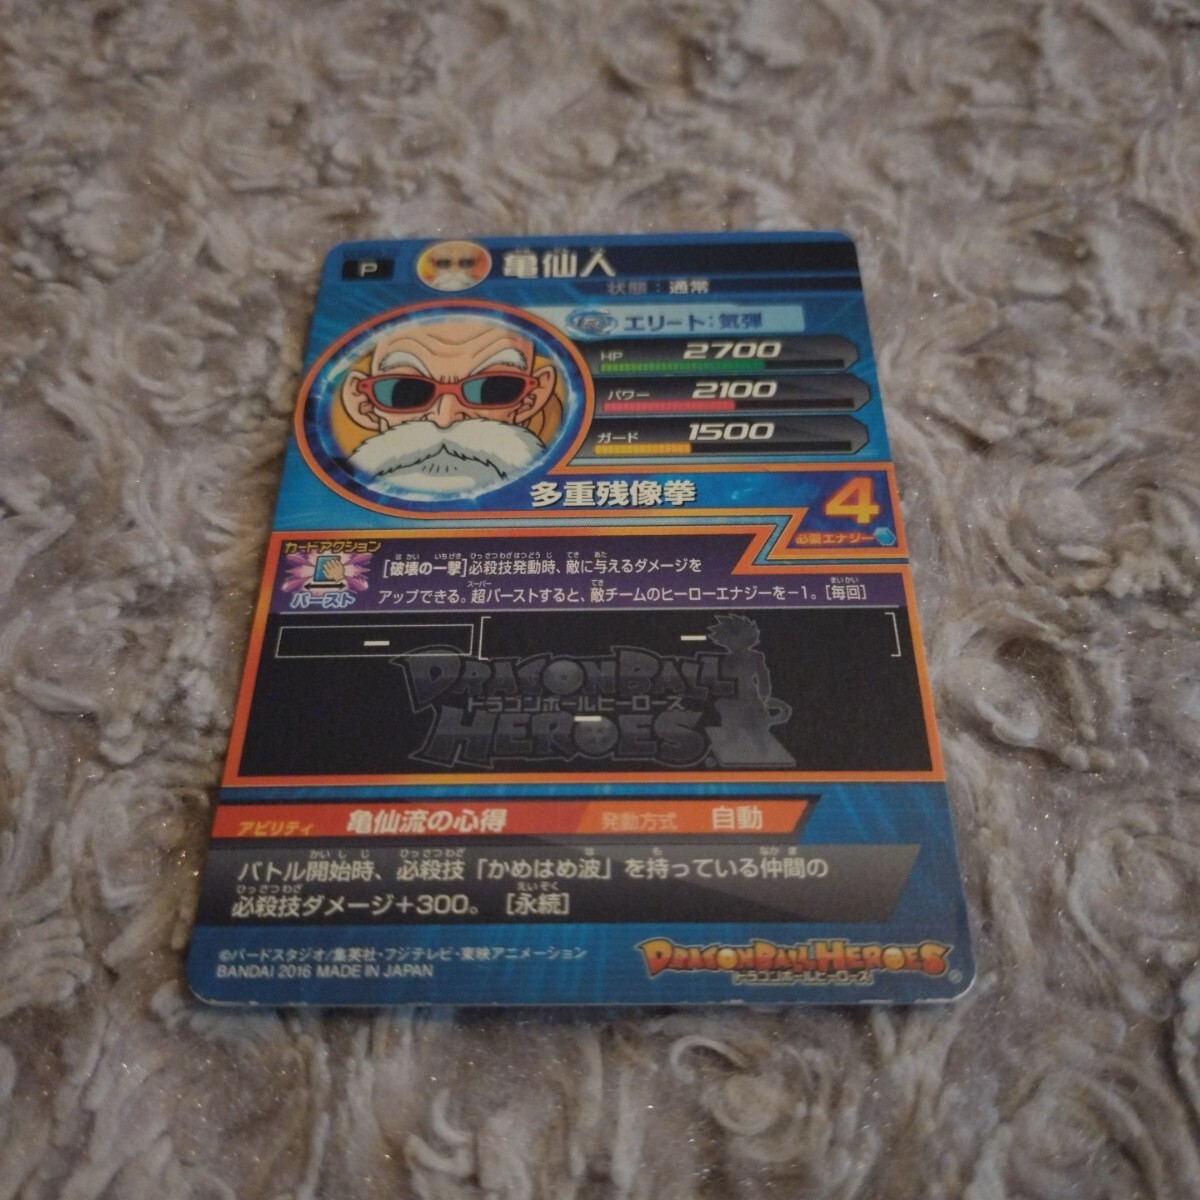 P
亀仙人
状態：通常
エリート：気弾
HP 2700
パワー 2100
ガード 1500
多重残像拳
4
必要エナジー
カードアクション
バースト
[破壊の一撃]必殺技発動時、敵に与えるダメージを
アップできる。超バーストすると、敵チームのヒーローエナジーを−1。[毎回]
ー
ー
DRAGON BALL
ドラゴンボールヒーローズ
ー
HEROES
アビリティ 亀仙流の心得 発動方式 自動
バトル開始時、必殺技「かめはめ波」を持っている仲間の
必殺技ダメージ+300。［永続］
©バードスタジオ/集英社・フジテレビ・東映アニメーション
BANDAI 2016 MADE IN JAPAN
DRAGON BALL HEROES
ドラゴンボールヒーローズ